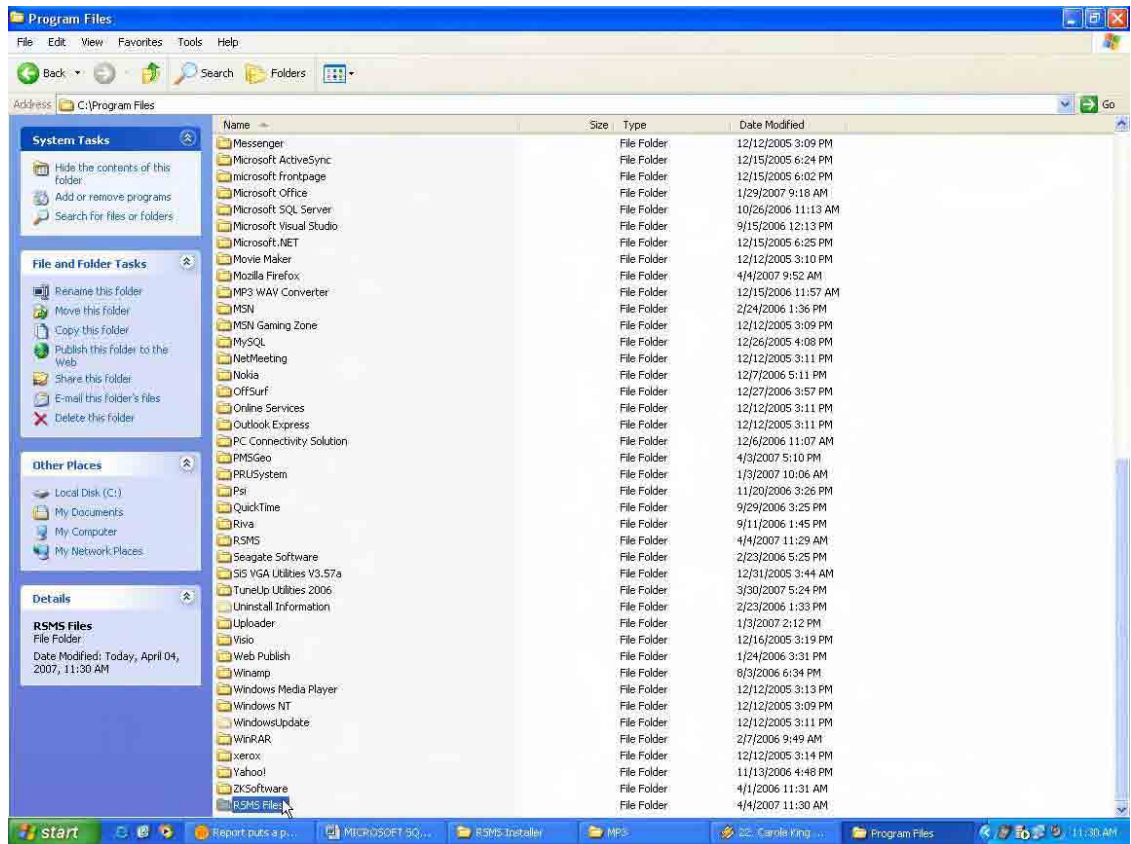 Program Files
File Edit View Favorites Tools Help
Back Search Folders
Address C:\Program Files Go
System Tasks
Hide the contents of this
folder
Add or remove programs
Search for files or folders
File and Folder Tasks
Rename this folder
Move this folder
Copy this folder
Publish this folder to the
Web
Share this folder
E-mail this folder's files
Delete this folder
Other Places
Local Disk (C:)
My Documents
My Computer
My Network Places
Details
RSMS Files
File Folder
Date Modified: Today, April 04,
2007, 11:30 AM
Name Size Type Date Modified
Messenger File Folder 12/12/2005 3:09 PM
Microsoft ActiveSync File Folder 12/15/2005 6:24 PM
microsoft frontpage File Folder 12/15/2005 6:02 PM
Microsoft Office File Folder 1/29/2007 9:18 AM
Microsoft SQL Server File Folder 10/26/2006 11:13 AM
Microsoft Visual Studio File Folder 9/15/2006 12:13 PM
Microsoft.NET File Folder 12/15/2005 6:25 PM
Movie Maker File Folder 12/12/2005 3:10 PM
Mozilla Firefox File Folder 4/4/2007 9:52 AM
MP3 WAV Converter File Folder 12/15/2006 11:57 AM
MSN File Folder 2/24/2006 1:36 PM
MSN Gaming Zone File Folder 12/12/2005 3:09 PM
MySQL File Folder 12/26/2005 4:08 PM
NetMeeting File Folder 12/12/2005 3:11 PM
Nokia File Folder 12/7/2006 5:11 PM
OffSurf File Folder 12/27/2006 3:57 PM
Online Services File Folder 12/12/2005 3:11 PM
Outlook Express File Folder 12/12/2005 3:11 PM
PC Connectivity Solution File Folder 12/6/2006 11:07 AM
PMSGeo File Folder 4/3/2007 5:10 PM
PRUSystem File Folder 1/3/2007 10:06 AM
Psi File Folder 11/20/2006 3:26 PM
QuickTime File Folder 9/29/2006 3:25 PM
Riva File Folder 9/11/2006 1:45 PM
RSMS File Folder 4/4/2007 11:29 AM
Seagate Software File Folder 2/23/2006 5:25 PM
SiS VGA Utilities V3.57a File Folder 12/31/2005 3:44 AM
TuneUp Utilities 2006 File Folder 3/30/2007 5:24 PM
Uninstall Information File Folder 2/23/2006 1:33 PM
Uploader File Folder 1/3/2007 2:12 PM
Visio File Folder 12/16/2005 3:19 PM
Web Publish File Folder 1/24/2006 3:31 PM
Winamp File Folder 8/3/2006 6:34 PM
Windows Media Player File Folder 12/12/2005 3:13 PM
Windows NT File Folder 12/12/2005 3:09 PM
WindowsUpdate File Folder 12/12/2005 3:11 PM
WinRAR File Folder 2/7/2006 9:49 AM
xerox File Folder 12/12/2005 3:14 PM
Yahoo! File Folder 11/13/2006 4:48 PM
ZKSoftware File Folder 4/1/2006 11:31 AM
RSMS Files File Folder 4/4/2007 11:30 AM
start Report puts a p... MICROSOFT SQ... RSMS Installer MP3 22. Carole King ... Program Files 11:30 AM